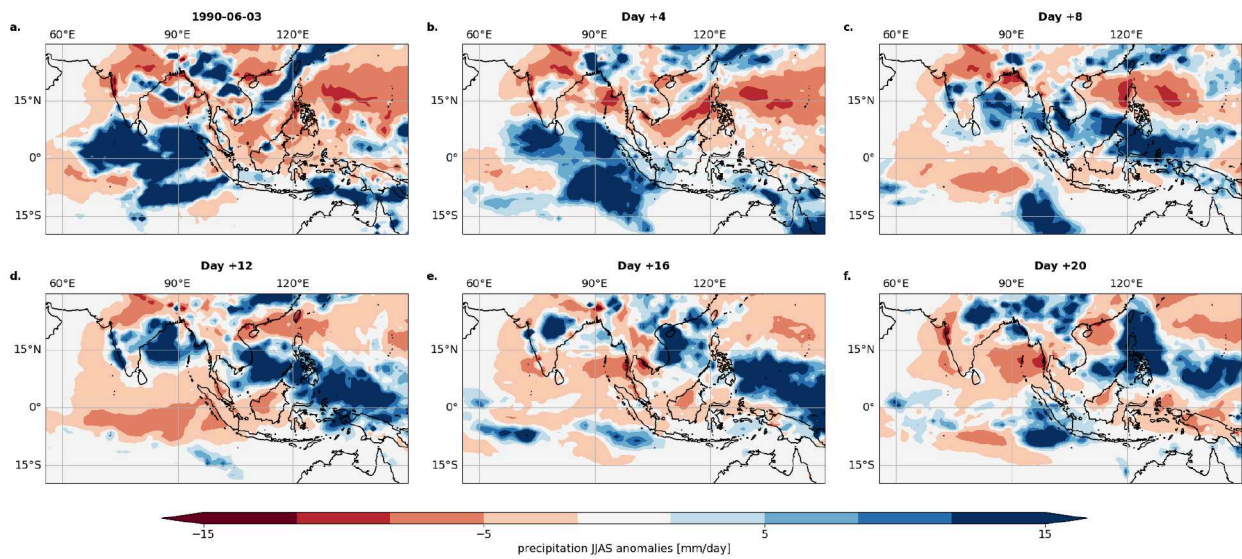 1990-06-03
a.
60°E 90°E 120°E
15°N
0°
15°S
Day +4
b.
60°E 90°E 120°E
15°N
0°
15°S
Day +8
c.
60°E 90°E 120°E
15°N
0°
15°S
Day +12
d.
60°E 90°E 120°E
15°N
0°
15°S
Day +16
e.
60°E 90°E 120°E
15°N
0°
15°S
Day +20
f.
60°E 90°E 120°E
15°N
0°
15°S
−15 −5 5 15
precipitation JJAS anomalies [mm/day]